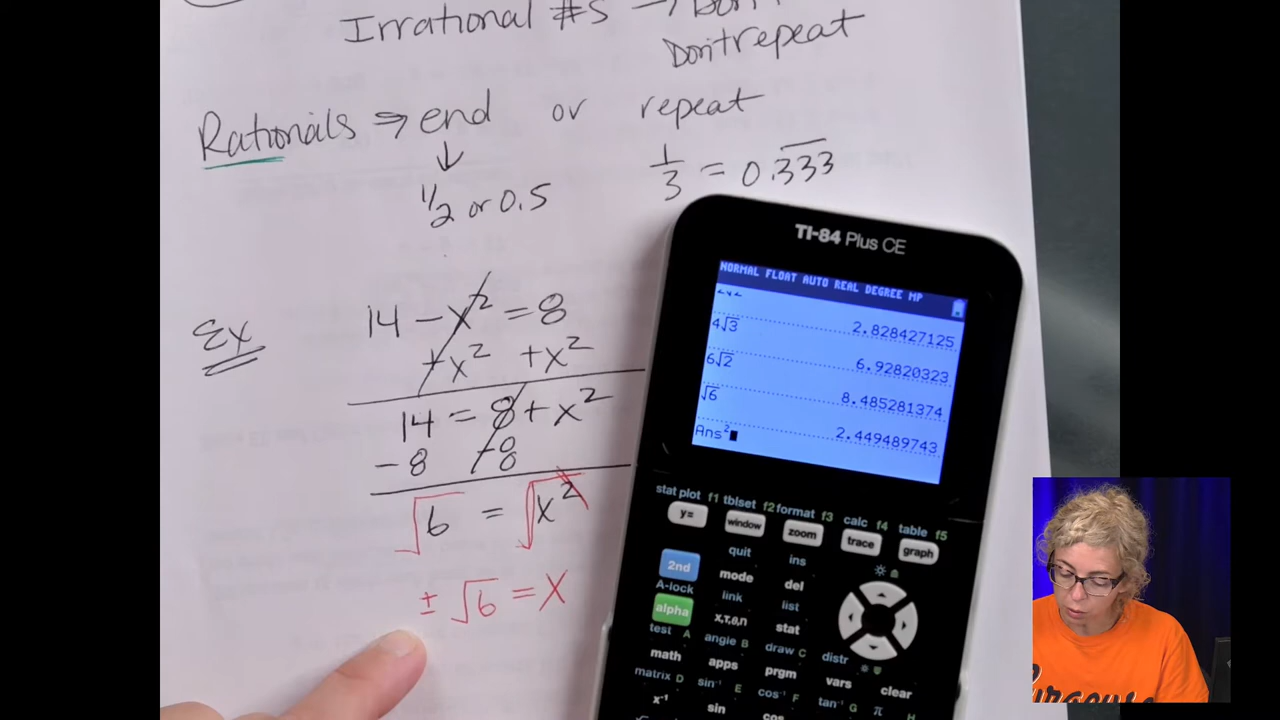 Irrational #s →
Don't repeat
Rationals ⇒ end or repeat
↓
1/2 or 0.5
1/3 = 0.333
Ex
14 - x² = 8
+x² +x²
14 = 8 + x²
-8 -8
√6 = √x²
± √6 = X
TI-84 Plus CE
NORMAL FLOAT AUTO REAL DEGREE MP
2.828427125
4√3
6.92820323
6√2
8.485281374
√6
2.449489743
Ans²
stat plot f1 tblset f2 format f3 calc f4 table f5
y= window zoom trace graph
2nd quit ins
mode del
A-lock link list
alpha X,T,θ,n stat
test A angle B draw C distr
math apps prgm vars clear
matrix D sin⁻¹ E cos⁻¹ F tan⁻¹ G π H
x⁻¹ sin cos
Syracuse